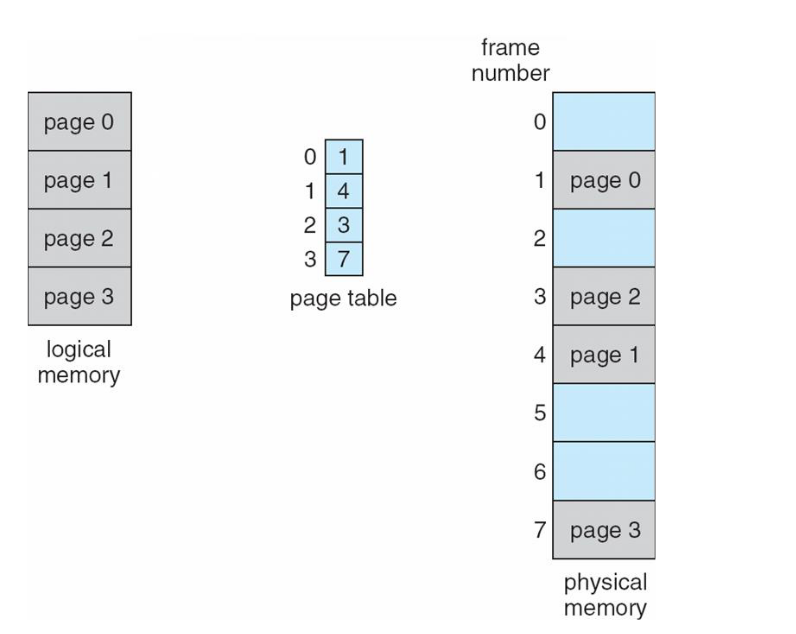 page 0
page 1
page 2
page 3
logical
memory
0 1
1 4
2 3
3 7
page table
frame
number
0
1 page 0
2
3 page 2
4 page 1
5
6
7 page 3
physical
memory